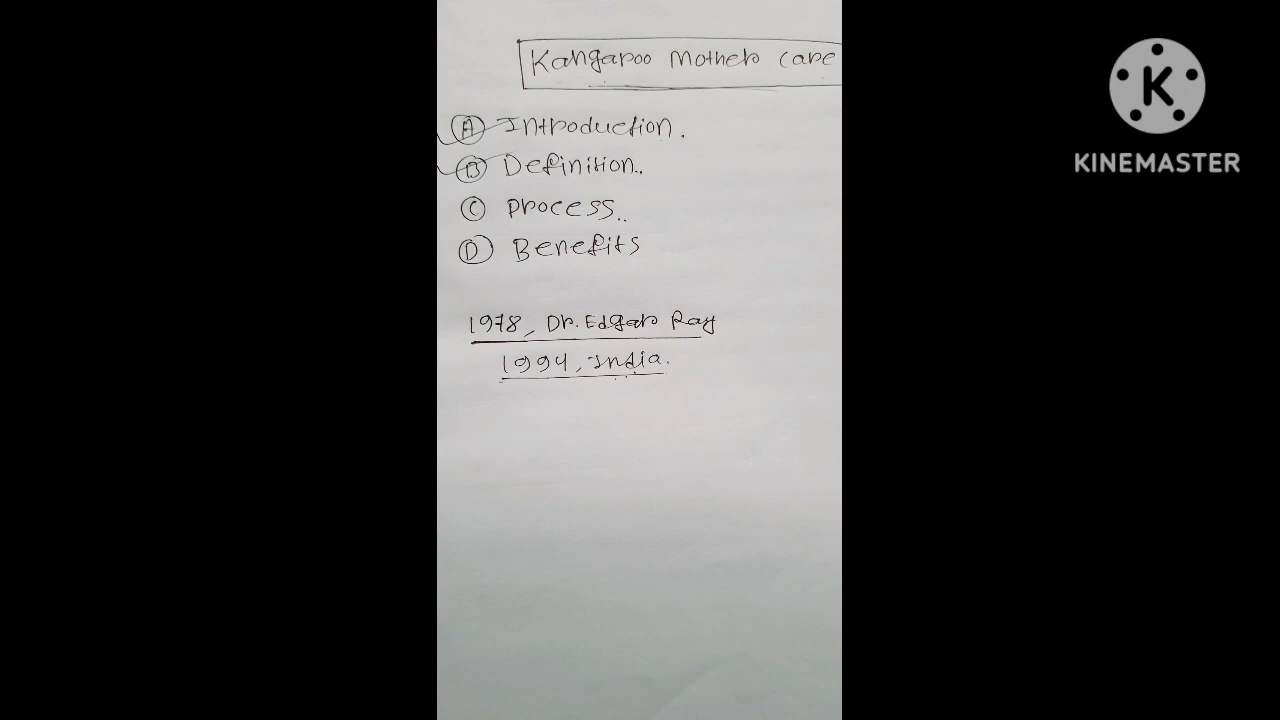 Kangaroo Mother Care
A Introduction.
B Definition..
C Process..
D Benefits
1978, Dr. Edgar Ray
1994, India.
K
KINEMASTER